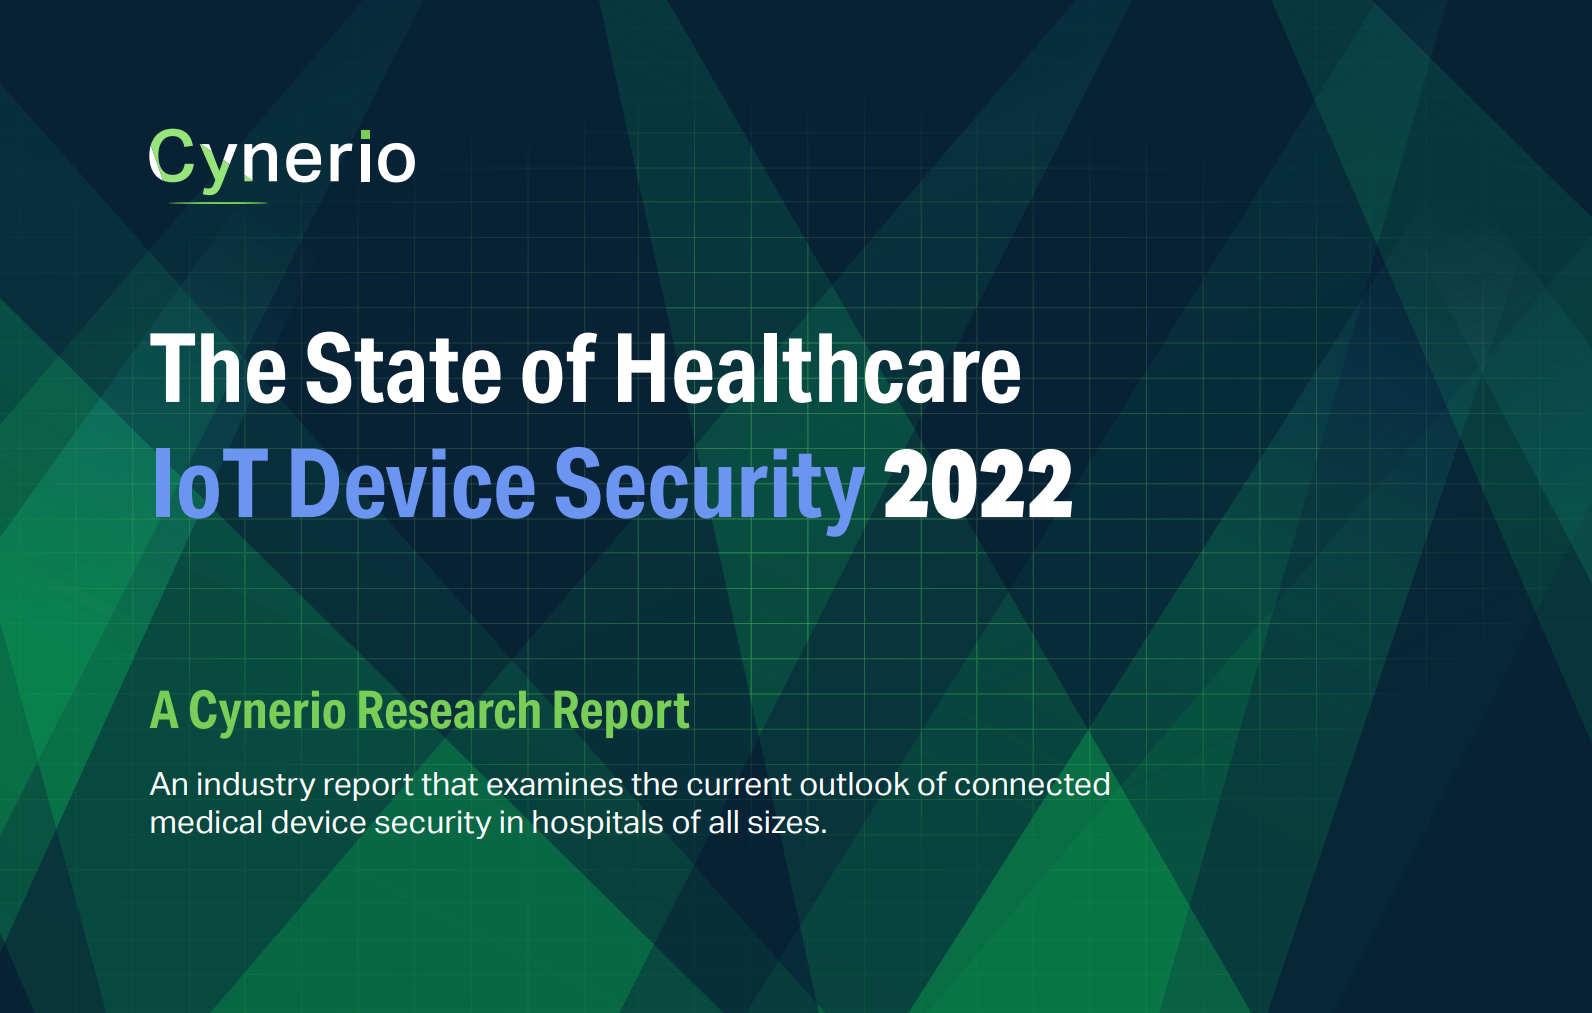 Cynerio
The State of Healthcare
IoT Device Security 2022
A Cynerio Research Report
An industry report that examines the current outlook of connected
medical device security in hospitals of all sizes.